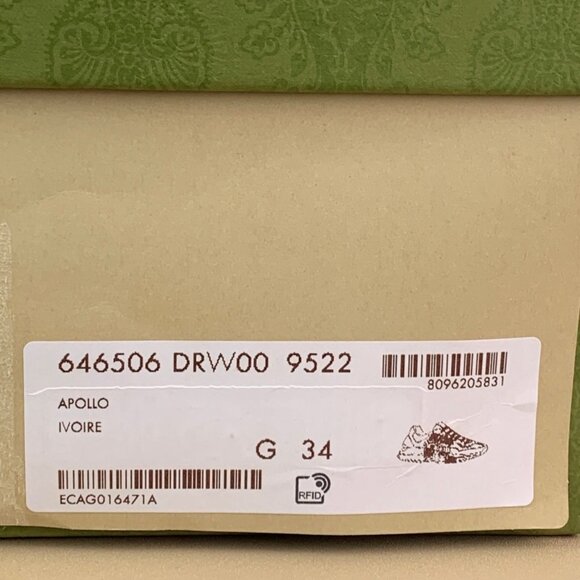 646506 DRW00 9522
8096205831
APOLLO
IVOIRE
G 34
ECAG016471A
RFID